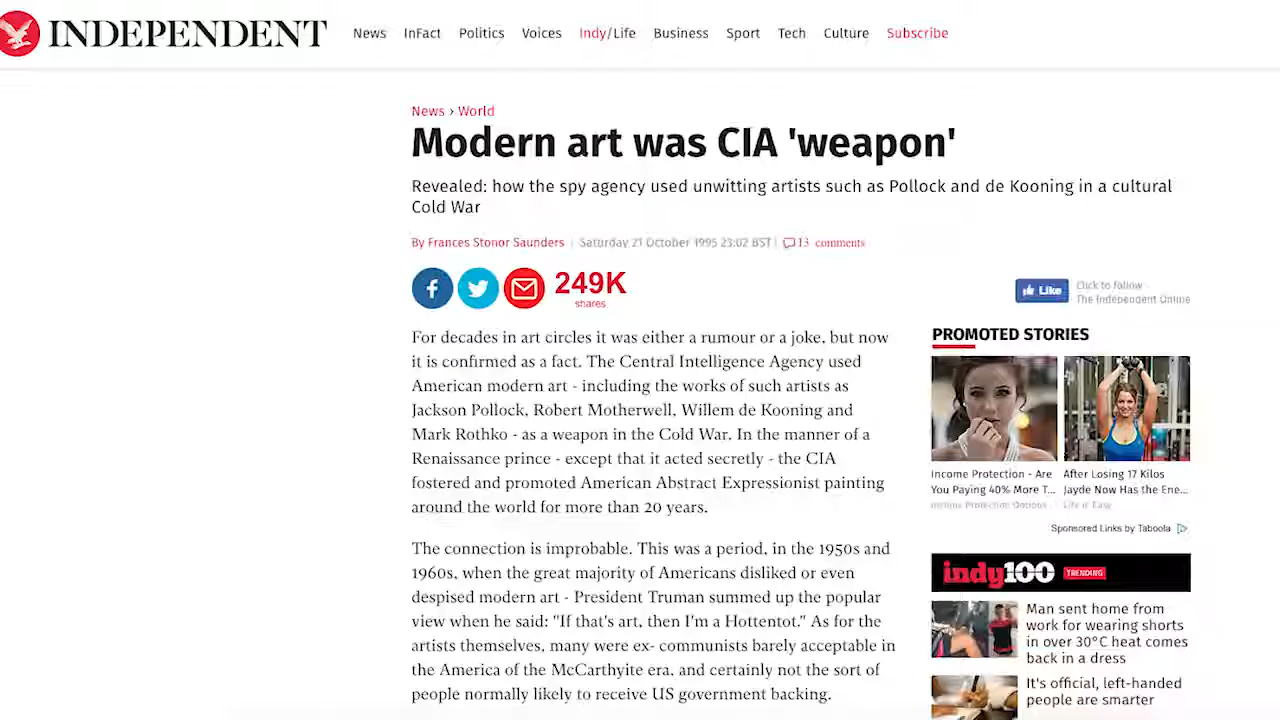 INDEPENDENT
News InFact Politics Voices Indy/Life Business Sport Tech Culture Subscribe
News › World
Modern art was CIA 'weapon'
Revealed: how the spy agency used unwitting artists such as Pollock and de Kooning in a cultural
Cold War
By Frances Stonor Saunders | Saturday 21 October 1995 23:02 BST | 13 comments
249K
shares
Like
Click to follow
The Independent Online
For decades in art circles it was either a rumour or a joke, but now
it is confirmed as a fact. The Central Intelligence Agency used
American modern art - including the works of such artists as
Jackson Pollock, Robert Motherwell, Willem de Kooning and
Mark Rothko - as a weapon in the Cold War. In the manner of a
Renaissance prince - except that it acted secretly - the CIA
fostered and promoted American Abstract Expressionist painting
around the world for more than 20 years.
The connection is improbable. This was a period, in the 1950s and
1960s, when the great majority of Americans disliked or even
despised modern art - President Truman summed up the popular
view when he said: "If that's art, then I'm a Hottentot." As for the
artists themselves, many were ex- communists barely acceptable in
the America of the McCarthyite era, and certainly not the sort of
people normally likely to receive US government backing.
PROMOTED STORIES
Income Protection - Are
You Paying 40% More T...
Income Protection Options
After Losing 17 Kilos
Jayde Now Has the Ene...
Life n' Easy
Sponsored Links by Taboola
indy100 TRENDING
Man sent home from
work for wearing shorts
in over 30°C heat comes
back in a dress
It's official, left-handed
people are smarter